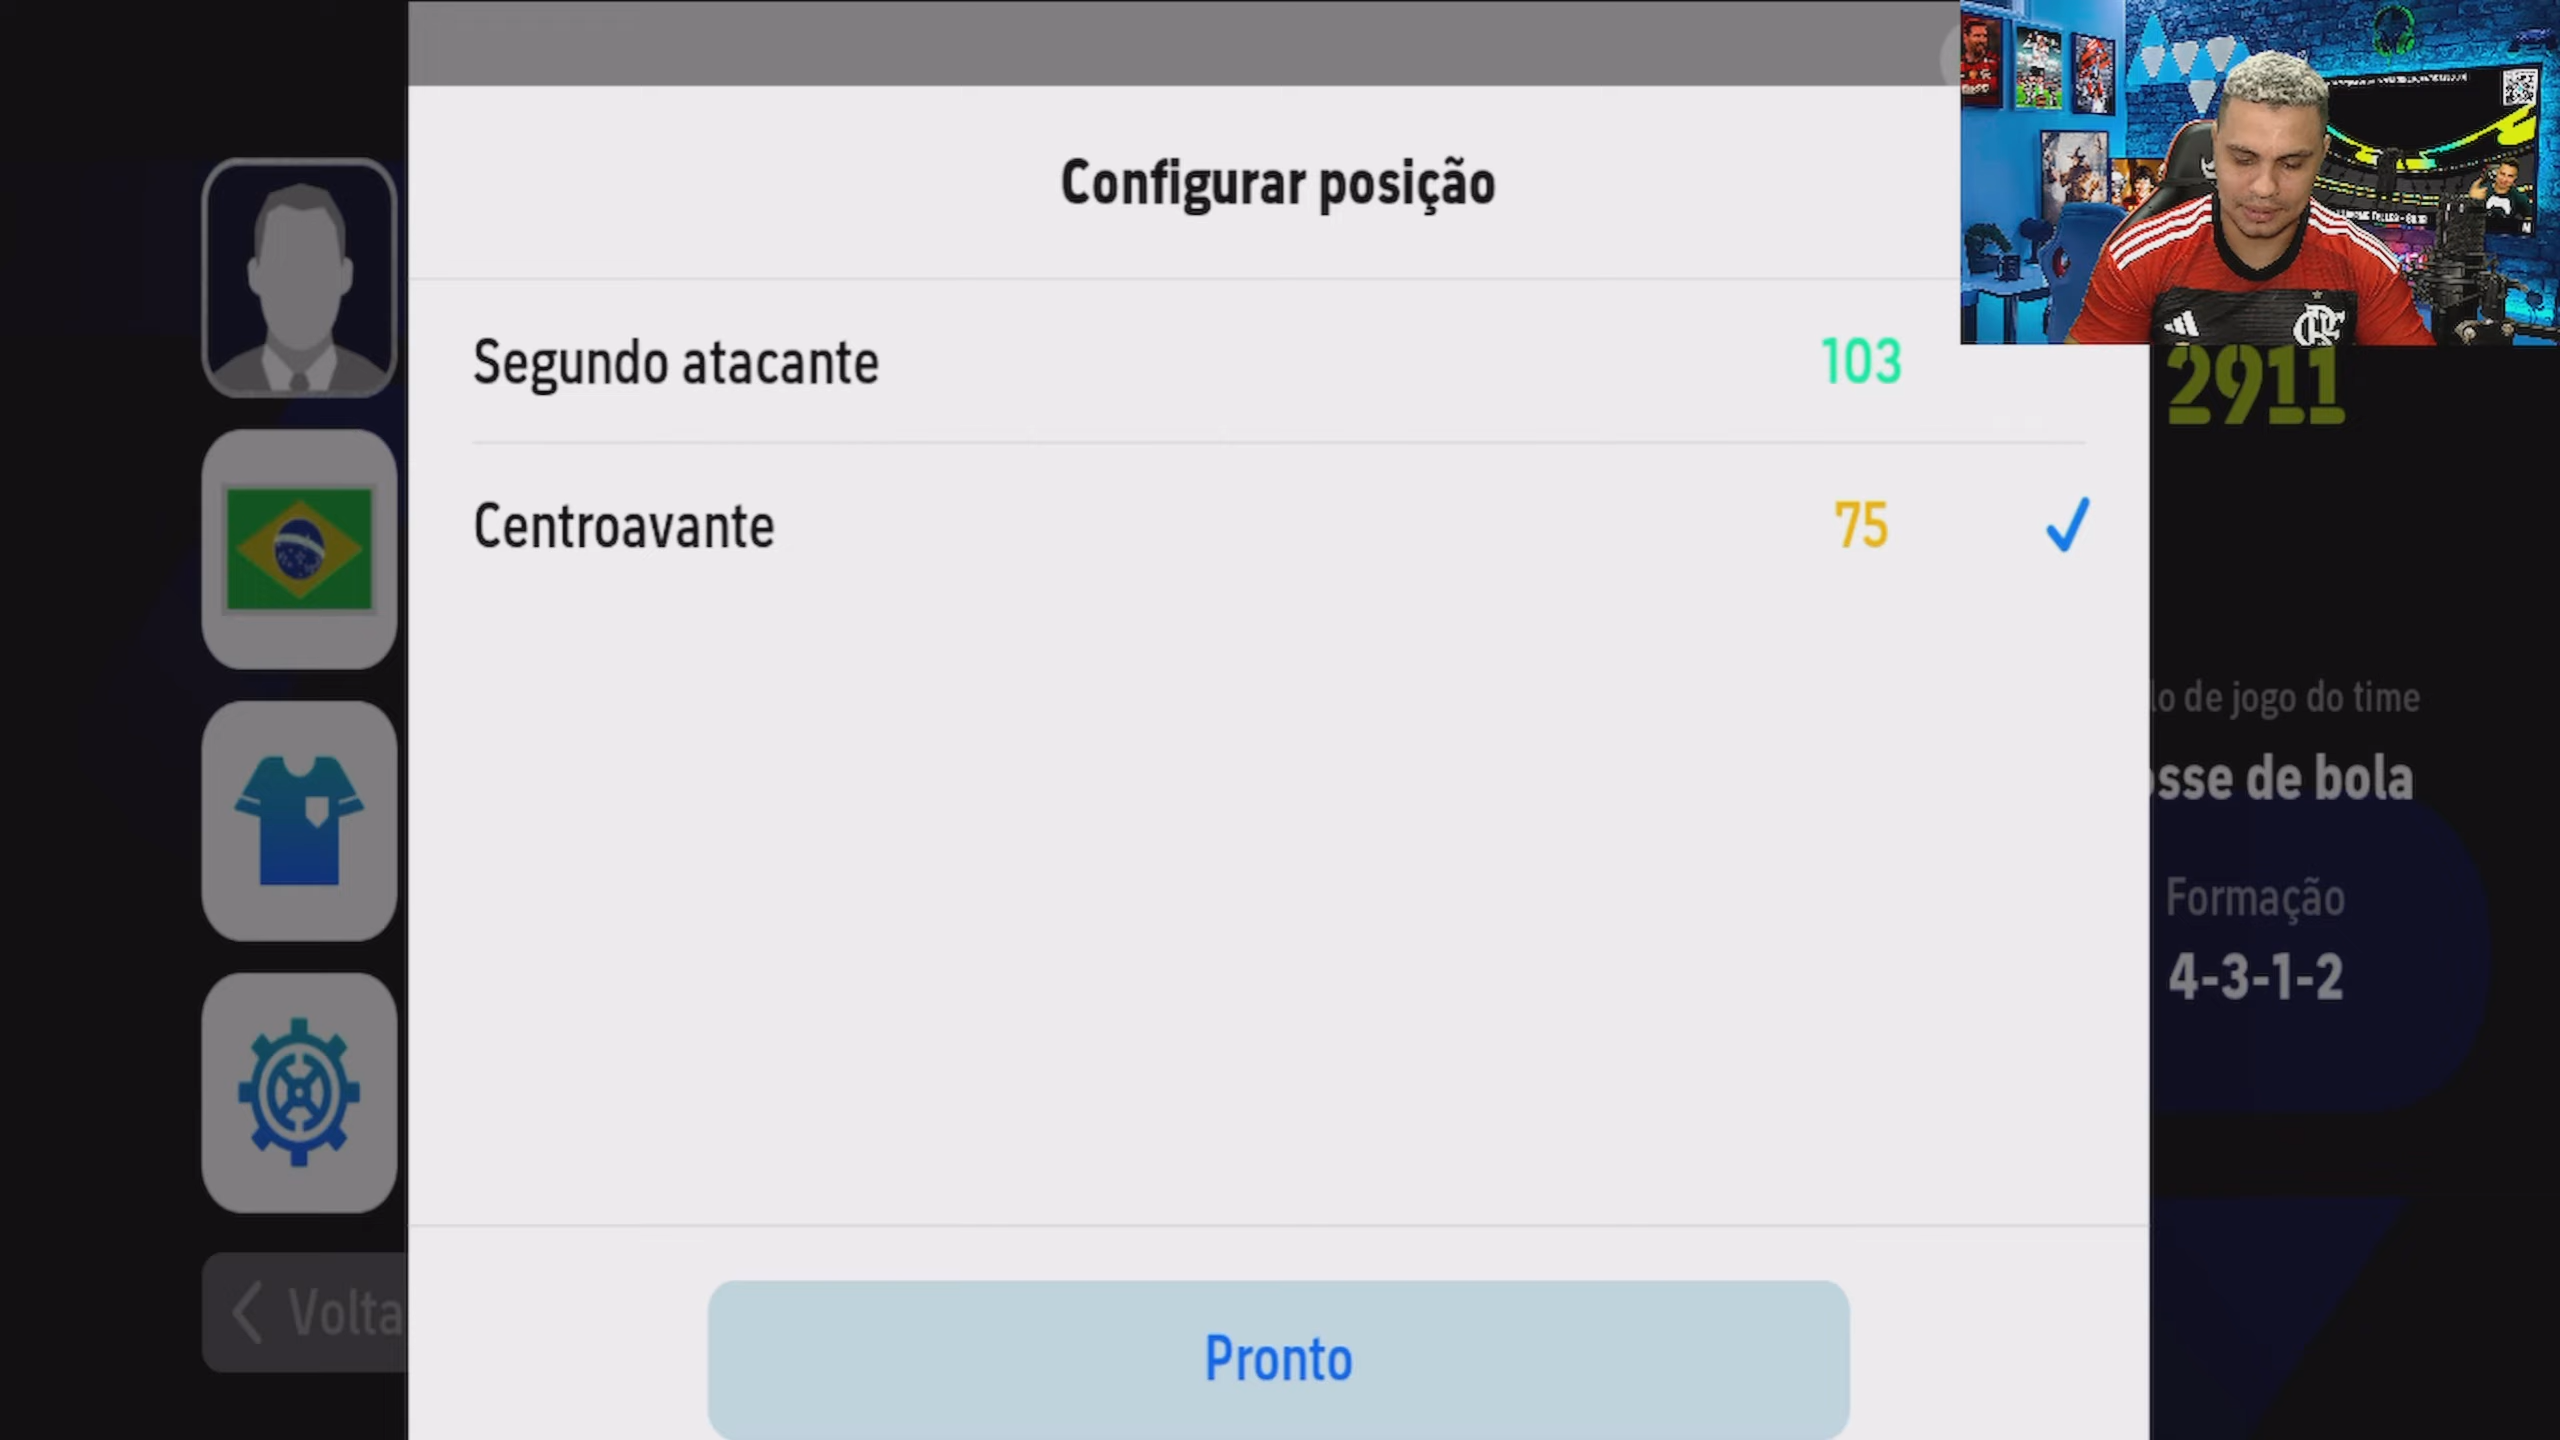 Configurar posição
Segundo atacante 103
Centroavante 75
2911
lo de jogo do time
osse de bola
Formação
4-3-1-2
Volta
Pronto